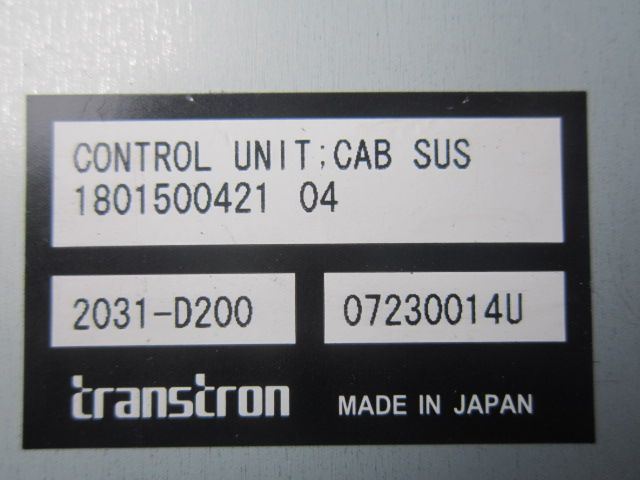 CONTROL UNIT;CAB SUS
1801500421 04
2031-D200
07230014U
transtron
MADE IN JAPAN